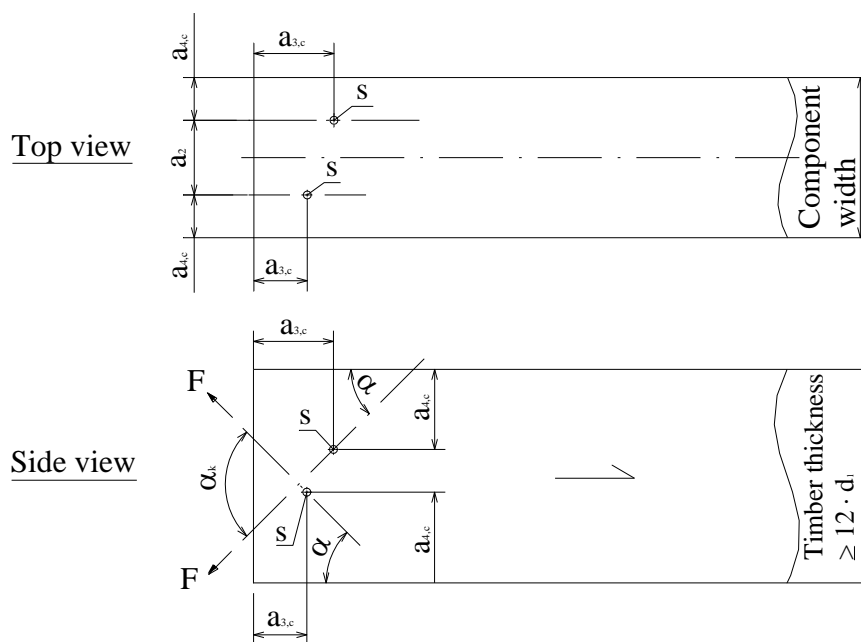 a4,c
a3,c
s
Top view
a2
s
Component
width
a4,c
a3,c
a3,c
F
α
s
a4,c
Side view
αk
s
α
a4,c
Timber thickness
≥ 12 · d1
F
a3,c